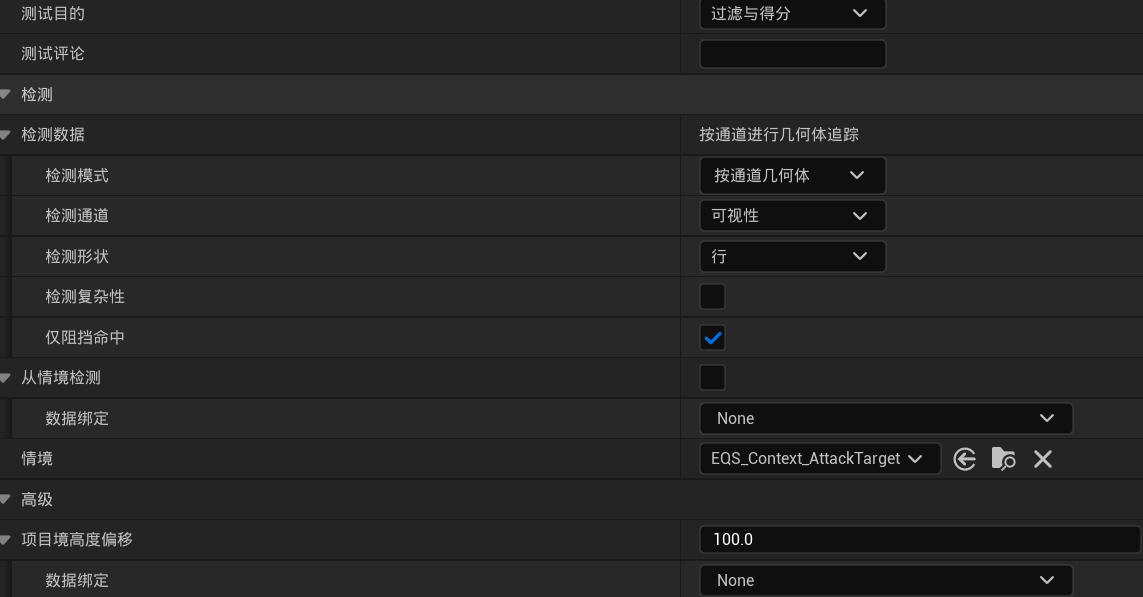 测试目的 过滤与得分
测试评论
检测
检测数据 按通道进行几何体追踪
检测模式 按通道几何体
检测通道 可视性
检测形状 行
检测复杂性
仅阻挡命中
从情境检测
数据绑定 None
情境 EQS_Context_AttackTarget
高级
项目境高度偏移 100.0
数据绑定 None